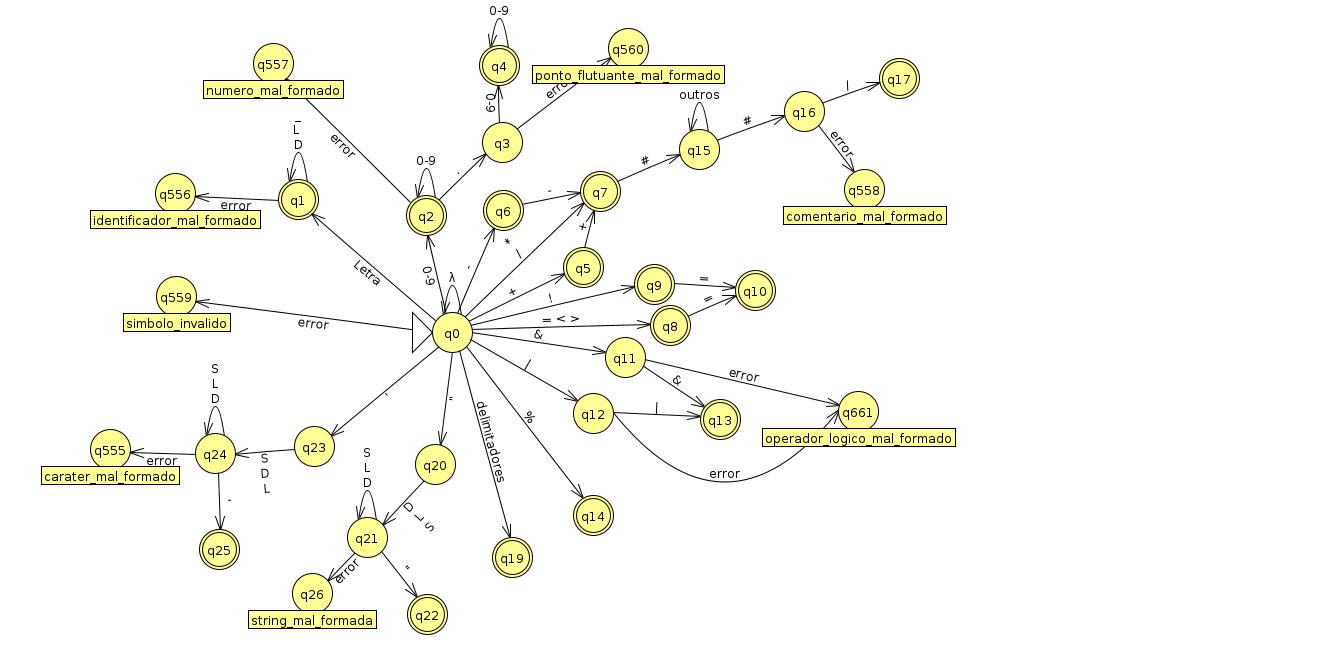 0-9
q4
q560
ponto_flutuante_mal_formado
q557
numero_mal_formado
error
0-9
error
q3
outros
q15
#
q16
/
q17
error
q558
comentario_mal_formado
_
L
D
q1
error
q556
identificador_mal_formado
0-9
q2
.
q6
-
q7
#
*
/
+
q5
+
Letra
0-9
-
λ
q0
!
q9
=
q10
= < >
q8
=
error
q559
simbolo_invalido
&
q11
error
&
|
q12
|
q13
q661
operador_logico_mal_formado
error
S
L
D
'
q23
S
D
L
q24
error
q555
carater_mal_formado
'
q25
"
q20
D
L
S
S
L
D
q21
error
q26
string_mal_formada
"
q22
delimitadores
q19
%
q14